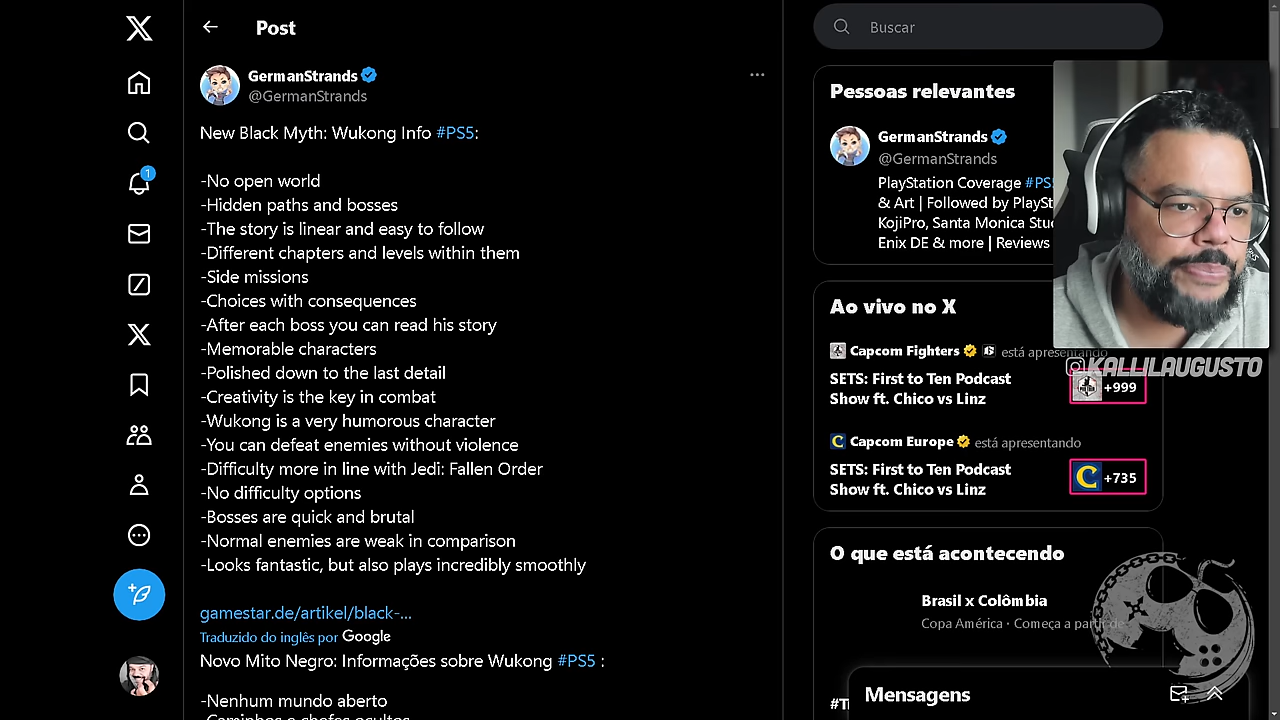 Post
Buscar
GermanStrands
@GermanStrands
New Black Myth: Wukong Info #PS5:
-No open world
-Hidden paths and bosses
-The story is linear and easy to follow
-Different chapters and levels within them
-Side missions
-Choices with consequences
-After each boss you can read his story
-Memorable characters
-Polished down to the last detail
-Creativity is the key in combat
-Wukong is a very humorous character
-You can defeat enemies without violence
-Difficulty more in line with Jedi: Fallen Order
-No difficulty options
-Bosses are quick and brutal
-Normal enemies are weak in comparison
-Looks fantastic, but also plays incredibly smoothly
gamestar.de/artikel/black-...
Traduzido do inglês por Google
Novo Mito Negro: Informações sobre Wukong #PS5 :
-Nenhum mundo aberto
-Caminhos e chefes ocultos
1
Pessoas relevantes
GermanStrands
@GermanStrands
PlayStation Coverage #PS5
& Art | Followed by PlaySt
KojiPro, Santa Monica Stu
Enix DE & more | Reviews
Ao vivo no X
Capcom Fighters está apresentando
SETS: First to Ten Podcast
Show ft. Chico vs Linz
+999
KALLILAUGUSTO
Capcom Europe está apresentando
SETS: First to Ten Podcast
Show ft. Chico vs Linz
+735
O que está acontecendo
Brasil x Colômbia
Copa América · Começa a partir de
Mensagens